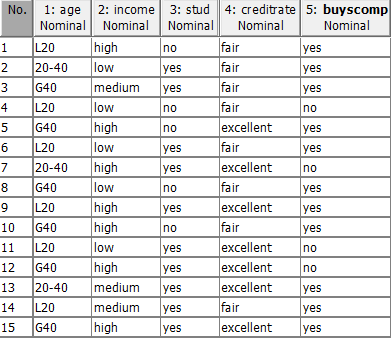 No. 1: age 2: income 3: stud 4: creditrate 5: buyscomp
Nominal Nominal Nominal Nominal Nominal
1 L20 high no fair yes
2 20-40 low yes fair yes
3 G40 medium yes fair yes
4 L20 low no fair no
5 G40 high no excellent yes
6 L20 low yes fair yes
7 20-40 high yes excellent no
8 G40 low no fair yes
9 L20 high yes excellent yes
10 G40 high no fair yes
11 L20 low yes excellent no
12 G40 high yes excellent no
13 20-40 medium yes excellent yes
14 L20 medium yes fair yes
15 G40 high yes excellent yes